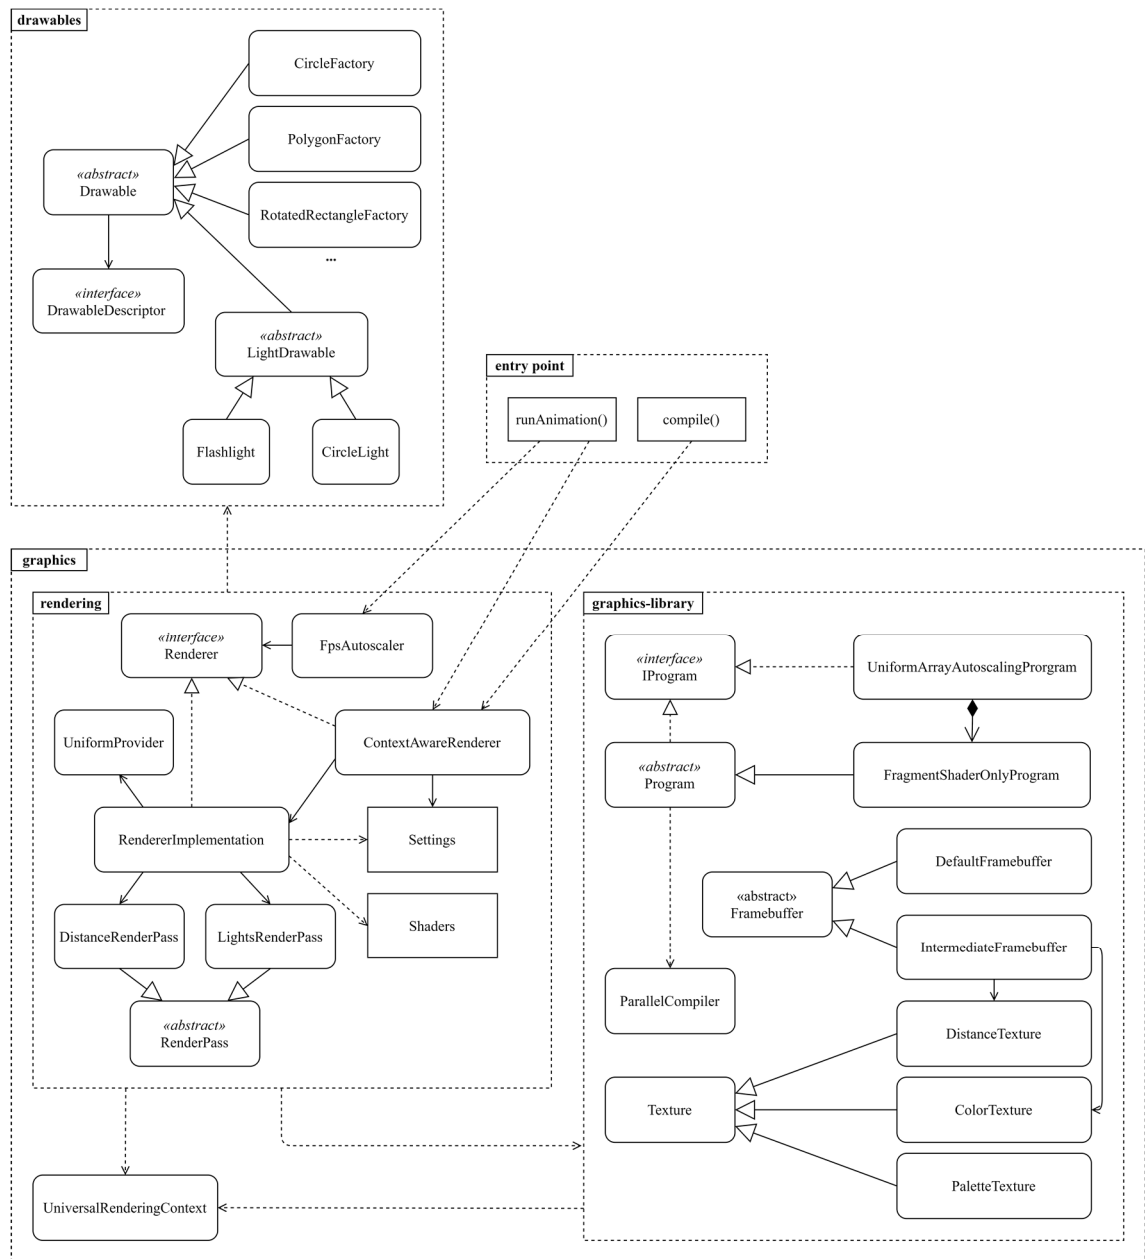 drawables
CircleFactory
PolygonFactory
«abstract»
Drawable
RotatedRectangleFactory
...
«interface»
DrawableDescriptor
«abstract»
LightDrawable
Flashlight
CircleLight
entry point
runAnimation()
compile()
graphics
rendering
«interface»
Renderer
FpsAutoscaler
UniformProvider
ContextAwareRenderer
RendererImplementation
Settings
Shaders
DistanceRenderPass
LightsRenderPass
«abstract»
RenderPass
UniversalRenderingContext
graphics-library
«interface»
IProgram
UniformArrayAutoscalingProrgram
«abstract»
Program
FragmentShaderOnlyProgram
DefaultFramebuffer
«abstract»
Framebuffer
IntermediateFramebuffer
ParallelCompiler
DistanceTexture
Texture
ColorTexture
PaletteTexture